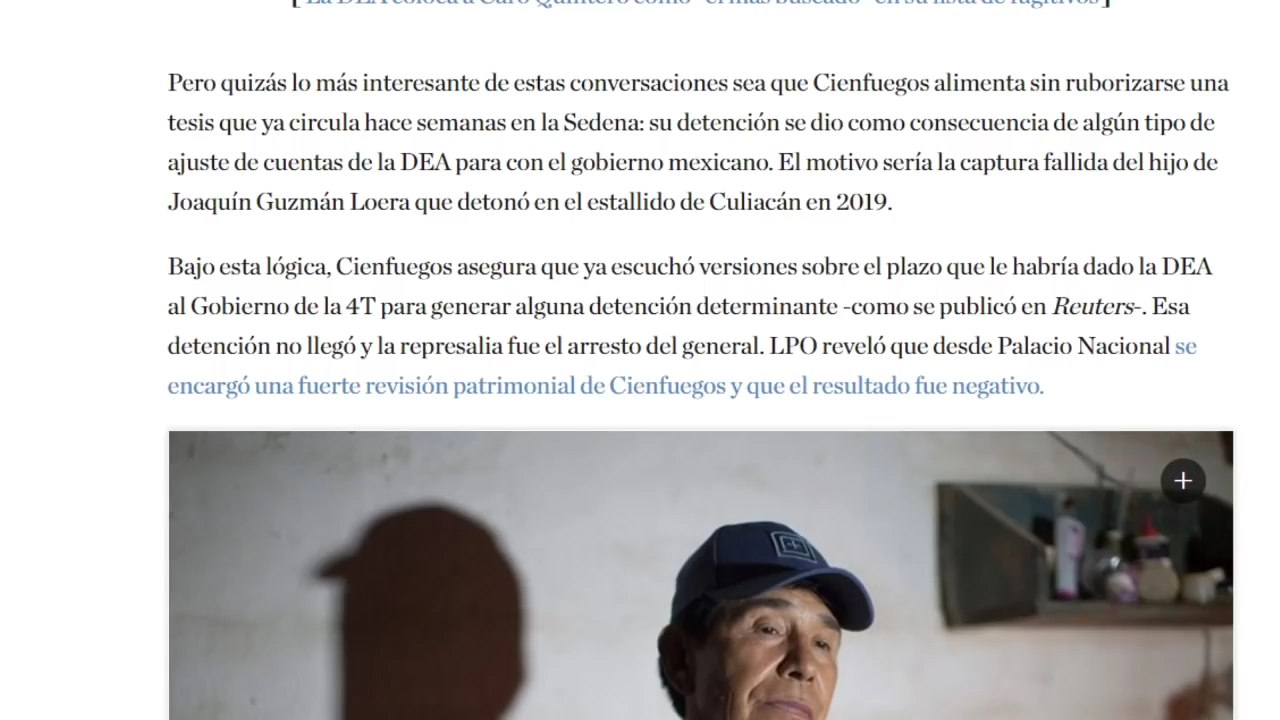 [ La DEA coloca a Caro Quintero como "el más buscado" en su lista de fugitivos ]
Pero quizás lo más interesante de estas conversaciones sea que Cienfuegos alimenta sin ruborizarse una
tesis que ya circula hace semanas en la Sedena: su detención se dio como consecuencia de algún tipo de
ajuste de cuentas de la DEA para con el gobierno mexicano. El motivo sería la captura fallida del hijo de
Joaquín Guzmán Loera que detonó en el estallido de Culiacán en 2019.
Bajo esta lógica, Cienfuegos asegura que ya escuchó versiones sobre el plazo que le habría dado la DEA
al Gobierno de la 4T para generar alguna detención determinante -como se publicó en Reuters-. Esa
detención no llegó y la represalia fue el arresto del general. LPO reveló que desde Palacio Nacional se
encargó una fuerte revisión patrimonial de Cienfuegos y que el resultado fue negativo.